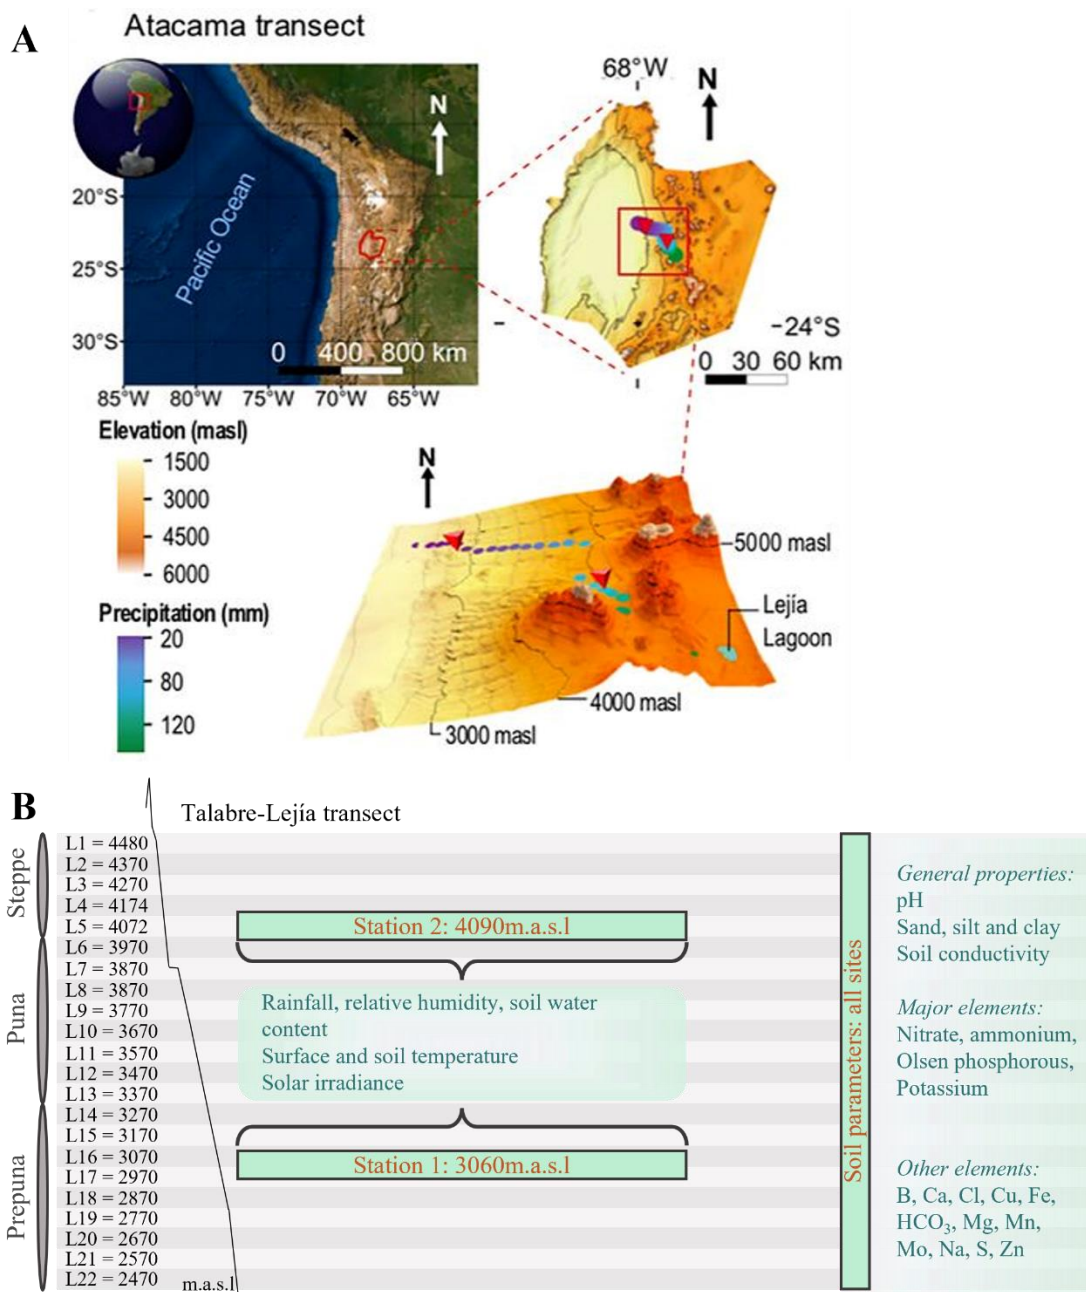 A
Atacama transect
68°W
N
N
20°S
25°S
30°S
Pacific Ocean
0 400 800 km
85°W 80°W 75°W 70°W 65°W
−24°S
0 30 60 km
Elevation (masl)
1500
3000
4500
6000
Precipitation (mm)
20
80
120
N
5000 masl
Lejía
Lagoon
4000 masl
3000 masl
B
Talabre-Lejía transect
Steppe
Puna
Prepuna
L1 = 4480
L2 = 4370
L3 = 4270
L4 = 4174
L5 = 4072
L6 = 3970
L7 = 3870
L8 = 3870
L9 = 3770
L10 = 3670
L11 = 3570
L12 = 3470
L13 = 3370
L14 = 3270
L15 = 3170
L16 = 3070
L17 = 2970
L18 = 2870
L19 = 2770
L20 = 2670
L21 = 2570
L22 = 2470
m.a.s.l
Station 2: 4090m.a.s.l
Rainfall, relative humidity, soil water
content
Surface and soil temperature
Solar irradiance
Station 1: 3060m.a.s.l
Soil parameters: all sites
General properties:
pH
Sand, silt and clay
Soil conductivity
Major elements:
Nitrate, ammonium,
Olsen phosphorous,
Potassium
Other elements:
B, Ca, Cl, Cu, Fe,
HCO₃, Mg, Mn,
Mo, Na, S, Zn